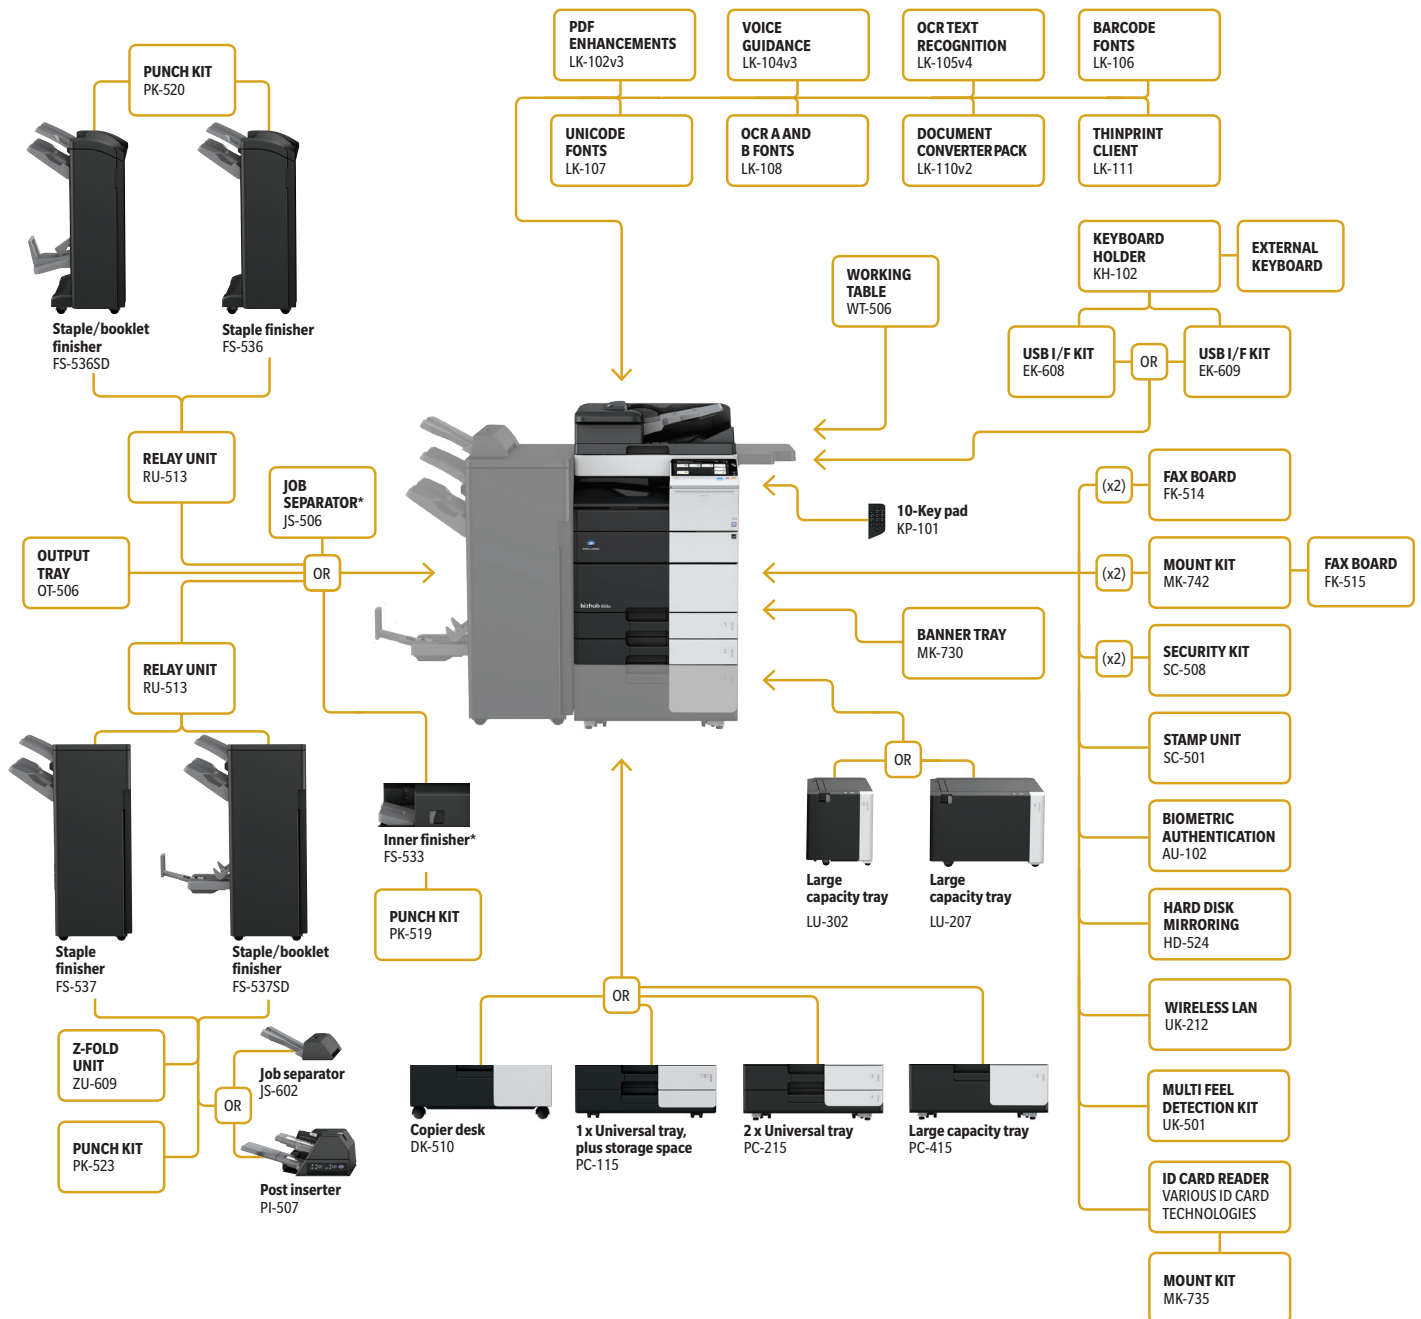 PDF
ENHANCEMENTS
LK-102v3
VOICE
GUIDANCE
LK-104v3
OCR TEXT
RECOGNITION
LK-105v4
BARCODE
FONTS
LK-106
UNICODE
FONTS
LK-107
OCR A AND
B FONTS
LK-108
DOCUMENT
CONVERTER PACK
LK-110v2
THINPRINT
CLIENT
LK-111
PUNCH KIT
PK-520
Staple/booklet
finisher
FS-536SD
Staple finisher
FS-536
RELAY UNIT
RU-513
JOB
SEPARATOR*
JS-506
OUTPUT
TRAY
OT-506
OR
RELAY UNIT
RU-513
Staple
finisher
FS-537
Staple/booklet
finisher
FS-537SD
Inner finisher*
FS-533
PUNCH KIT
PK-519
Z-FOLD
UNIT
ZU-609
PUNCH KIT
PK-523
OR
Job separator
JS-602
Post inserter
PI-507
WORKING
TABLE
WT-506
KEYBOARD
HOLDER
KH-102
EXTERNAL
KEYBOARD
USB I/F KIT
EK-608
OR
USB I/F KIT
EK-609
10-Key pad
KP-101
bizhub
BANNER TRAY
MK-730
OR
Large
capacity tray
LU-302
Large
capacity tray
LU-207
OR
Copier desk
DK-510
1 x Universal tray,
plus storage space
PC-115
2 x Universal tray
PC-215
Large capacity tray
PC-415
(x2)
FAX BOARD
FK-514
(x2)
MOUNT KIT
MK-742
FAX BOARD
FK-515
(x2)
SECURITY KIT
SC-508
STAMP UNIT
SC-501
BIOMETRIC
AUTHENTICATION
AU-102
HARD DISK
MIRRORING
HD-524
WIRELESS LAN
UK-212
MULTI FEEL
DETECTION KIT
UK-501
ID CARD READER
VARIOUS ID CARD
TECHNOLOGIES
MOUNT KIT
MK-735